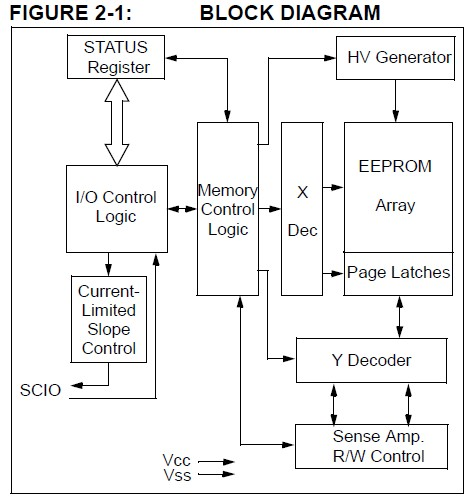 FIGURE 2-1: BLOCK DIAGRAM
STATUS
Register
HV Generator
I/O Control
Logic
Memory
Control
Logic
X
Dec
EEPROM
Array
Page Latches
Current-
Limited
Slope
Control
Y Decoder
SCIO
Sense Amp.
R/W Control
Vcc
Vss